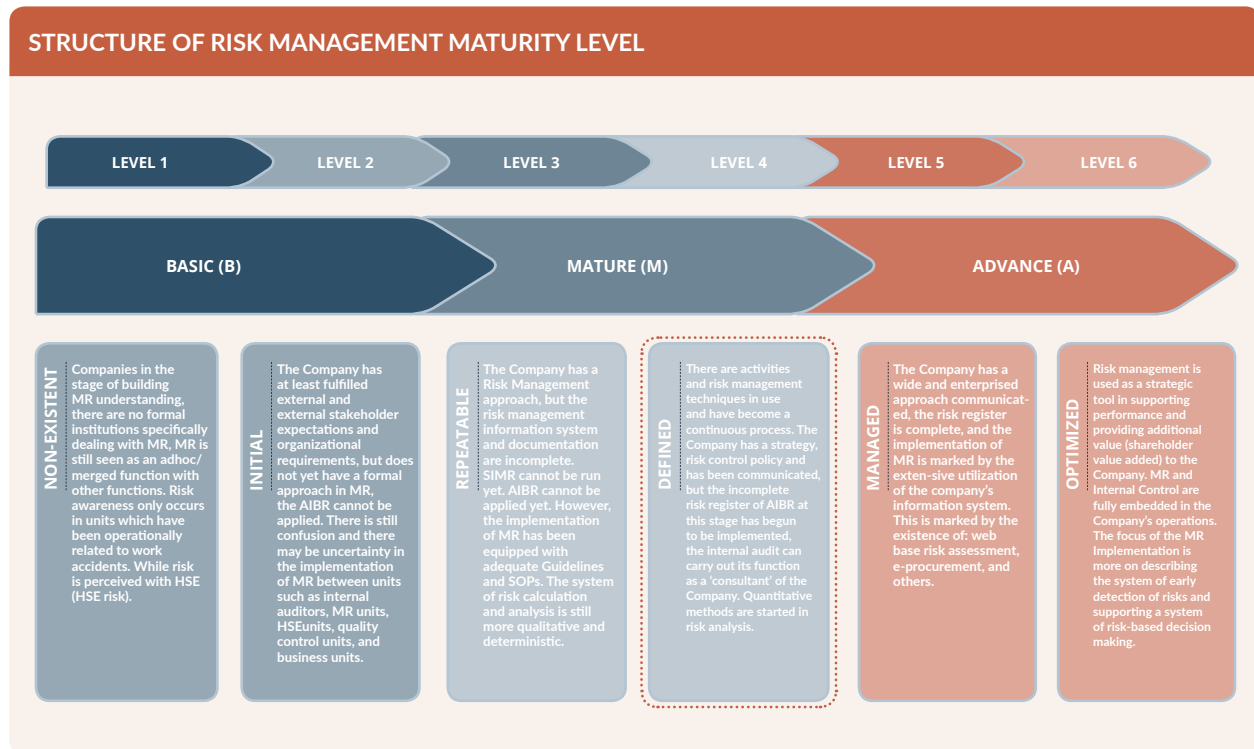 STRUCTURE OF RISK MANAGEMENT MATURITY LEVEL
LEVEL 1
LEVEL 2
LEVEL 3
LEVEL 4
LEVEL 5
LEVEL 6
BASIC (B)
MATURE (M)
ADVANCE (A)
NON-EXISTENT
Companies in the
stage of building
MR understanding,
there are no formal
institutions specifically
dealing with MR, MR is
still seen as an adhoc/
merged function with
other functions. Risk
awareness only occurs
in units which have
been operationally
related to work
accidents. While risk
is perceived with HSE
(HSE risk).
INITIAL
The Company has
at least fulfilled
external and
external stakeholder
expectations and
organizational
requirements, but does
not yet have a formal
approach in MR,
the AIBR cannot be
applied. There is still
confusion and there
may be uncertainty in
the implementation
of MR between units
such as internal
auditors, MR units,
HSEunits, quality
control units, and
business units.
REPEATABLE
The Company has a
Risk Management
approach, but the
risk management
information system
and documentation
are incomplete.
SIMR cannot be run
yet. AIBR cannot be
applied yet. However,
the implementation
of MR has been
equipped with
adequate Guidelines
and SOPs. The system
of risk calculation
and analysis is still
more qualitative and
deterministic.
DEFINED
There are activities
and risk management
techniques in use
and have become a
continuous process. The
Company has a strategy,
risk control policy and
has been communicated,
but the incomplete
risk register of AIBR at
this stage has begun
to be implemented,
the internal audit can
carry out its function
as a ‘consultant’ of the
Company. Quantitative
methods are started in
risk analysis.
MANAGED
The Company has a
wide and enterprised
approach communicat-
ed, the risk register
is complete, and the
implementation of
MR is marked by the
exten-sive utilization
of the company’s
information system.
This is marked by the
existence of: web
base risk assessment,
e-procurement, and
others.
OPTIMIZED
Risk management is
used as a strategic
tool in supporting
performance and
providing additional
value (shareholder
value added) to the
Company. MR and
Internal Control are
fully embedded in the
Company’s operations.
The focus of the MR
Implementation is
more on describing
the system of early
detection of risks and
supporting a system
of risk-based decision
making.